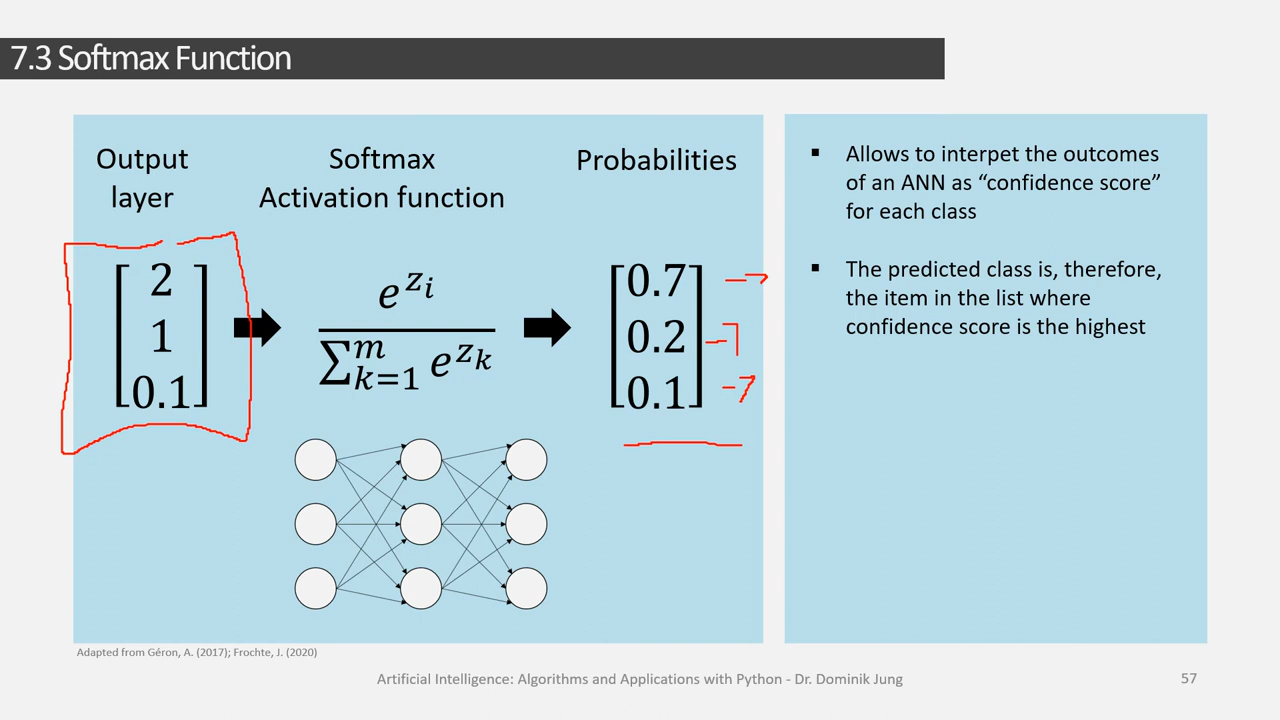 7.3 Softmax Function
Output
layer
Softmax
Activation function
Probabilities
2
1
0.1
e^{z_i}
∑_{k=1}^{m} e^{z_k}
0.7
0.2
0.1
▪ Allows to interpet the outcomes
of an ANN as “confidence score”
for each class
▪ The predicted class is, therefore,
the item in the list where
confidence score is the highest
Adapted from Géron, A. (2017); Frochte, J. (2020)
Artificial Intelligence: Algorithms and Applications with Python - Dr. Dominik Jung
57